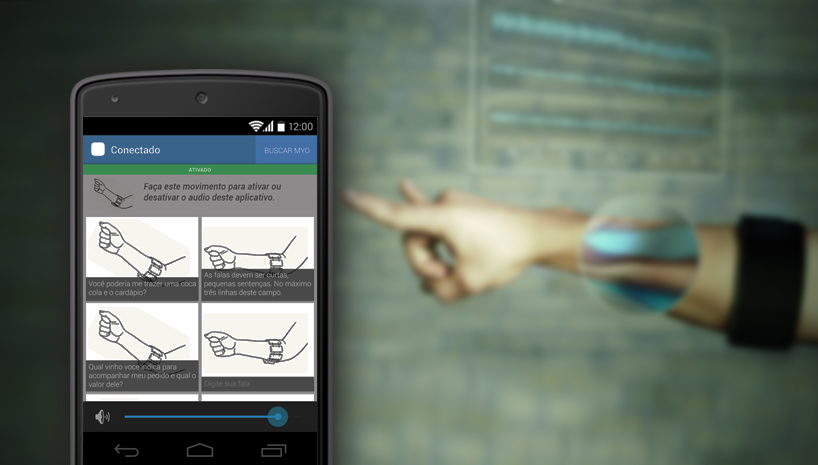 12:00
Conectado
BUSCAR MYO
ATIVADO
Faça este movimento para ativar ou
desativar o audio deste aplicativo.
Você poderia me trazer uma coca
cola e o cardápio?
As falas devem ser curtas,
pequenas sentenças. No máximo
três linhas deste campo.
Qual vinho você indica para
acompanhar meu pedido e qual o
valor dele?
Digite sua fala